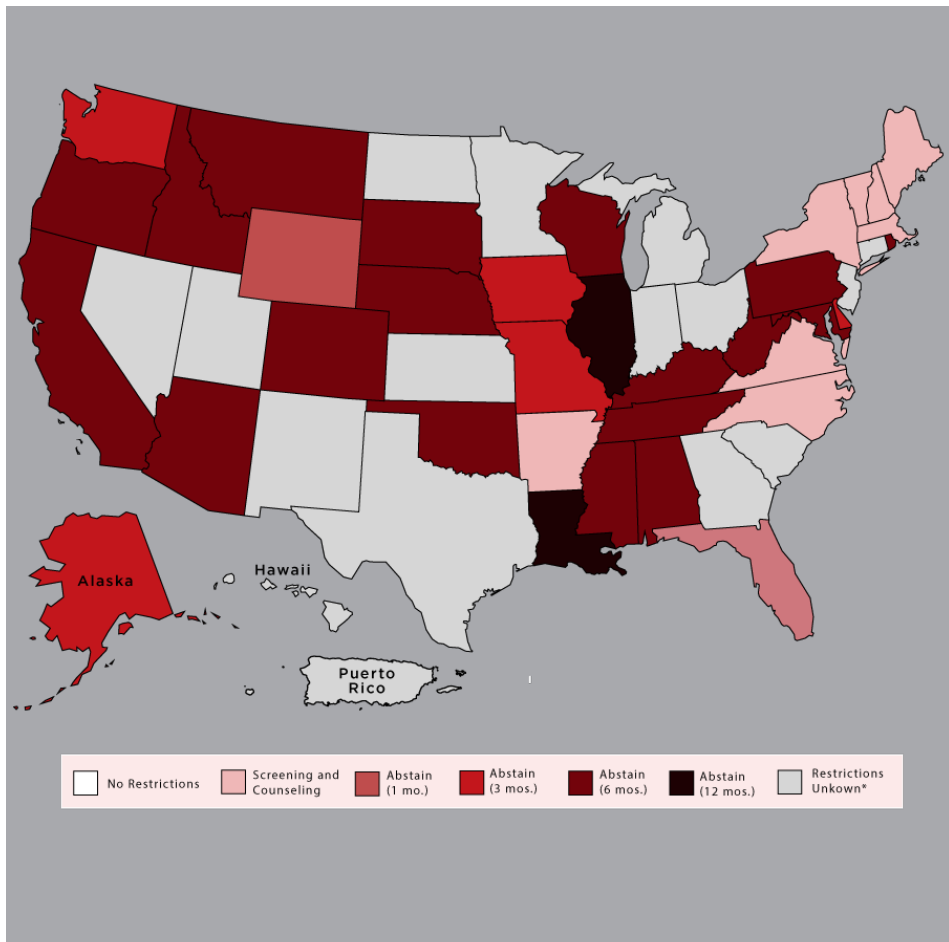 Hawaii
Alaska
Puerto
Rico
No Restrictions
Screening and
Counseling
Abstain
(1 mo.)
Abstain
(3 mos.)
Abstain
(6 mos.)
Abstain
(12 mos.)
Restrictions
Unkown*